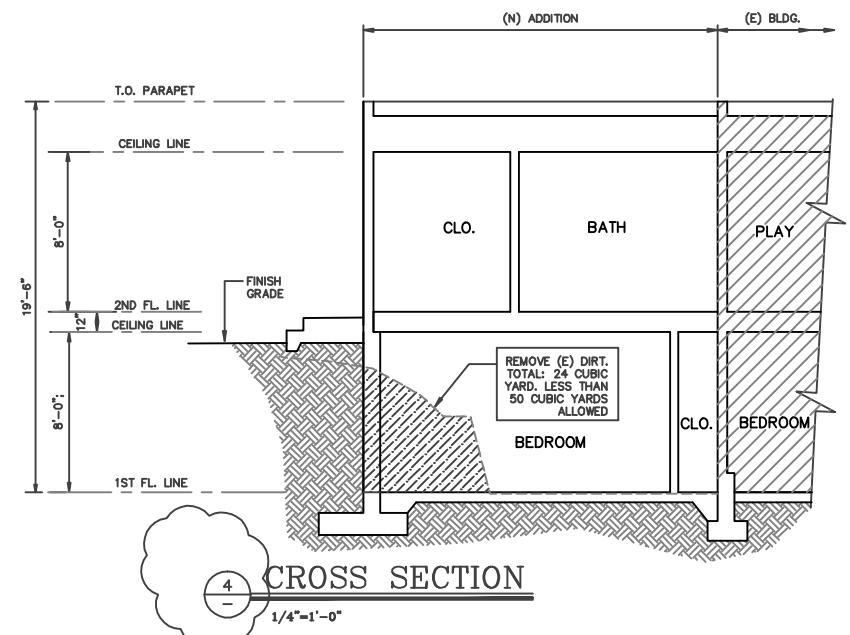 (N) ADDITION
(E) BLDG.
T.O. PARAPET
CEILING LINE
8'-0"
CLO.
BATH
PLAY
19'-6"
FINISH
GRADE
2ND FL. LINE
12"
CEILING LINE
REMOVE (E) DIRT.
TOTAL: 24 CUBIC
YARD. LESS THAN
50 CUBIC YARDS
ALLOWED
8'-0";
CLO.
BEDROOM
BEDROOM
1ST FL. LINE
4
–
CROSS SECTION
1/4"=1'-0"